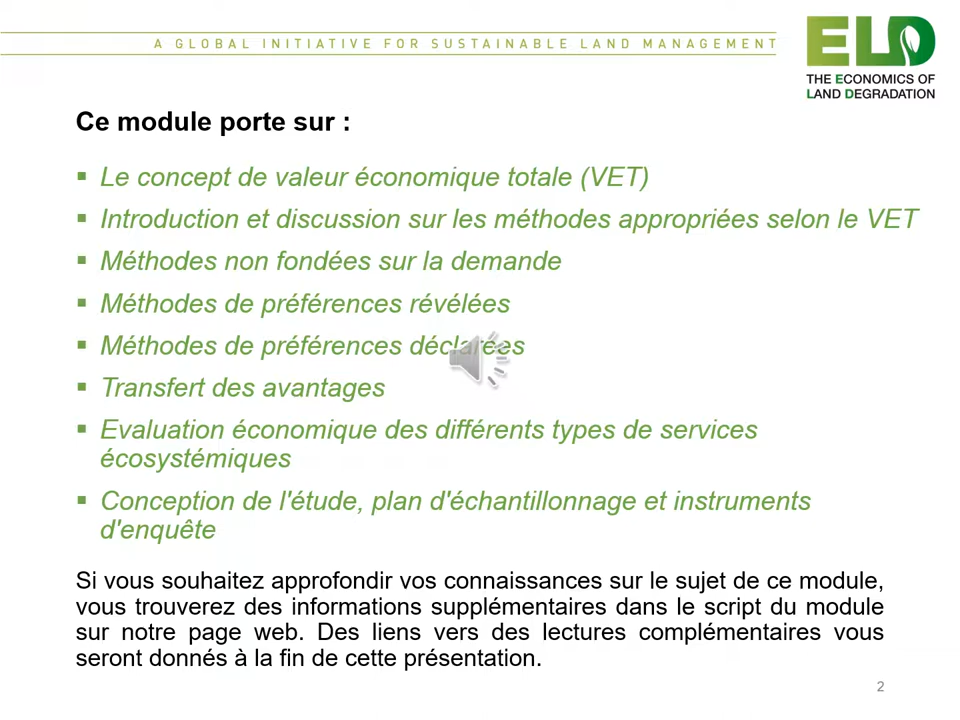 A GLOBAL INITIATIVE FOR SUSTAINABLE LAND MANAGEMENT
ELD
THE ECONOMICS OF
LAND DEGRADATION
Ce module porte sur :
▪ Le concept de valeur économique totale (VET)
▪ Introduction et discussion sur les méthodes appropriées selon le VET
▪ Méthodes non fondées sur la demande
▪ Méthodes de préférences révélées
▪ Méthodes de préférences déclarées
▪ Transfert des avantages
▪ Evaluation économique des différents types de services
écosystémiques
▪ Conception de l'étude, plan d'échantillonnage et instruments
d'enquête
Si vous souhaitez approfondir vos connaissances sur le sujet de ce module,
vous trouverez des informations supplémentaires dans le script du module
sur notre page web. Des liens vers des lectures complémentaires vous
seront donnés à la fin de cette présentation.
2